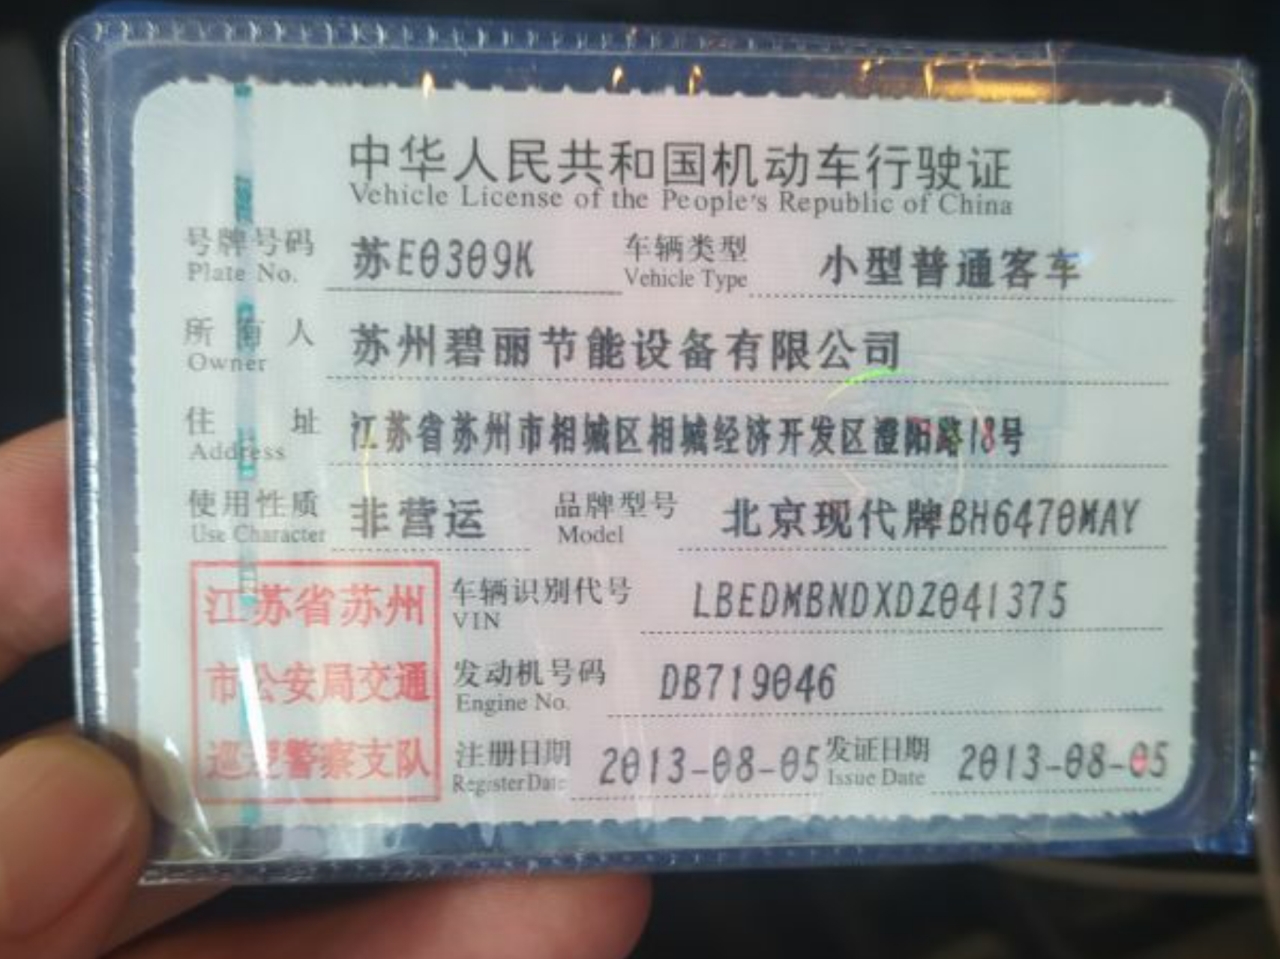 中华人民共和国机动车行驶证
Vehicle License of the People's Republic of China
号牌号码 苏E0309K 车辆类型 小型普通客车
Plate No. Vehicle Type
所有人 苏州碧丽节能设备有限公司
Owner
住址 江苏省苏州市相城区相城经济开发区澄阳路18号
Address
使用性质 非营运 品牌型号 北京现代牌BH6470MAY
Use Character Model
江苏省苏州
市公安局交通
巡逻警察支队
车辆识别代号 LBEDMBNDXDZ041375
VIN
发动机号码 DB719046
Engine No.
注册日期 2013-08-05 发证日期 2013-08-05
Register Date Issue Date